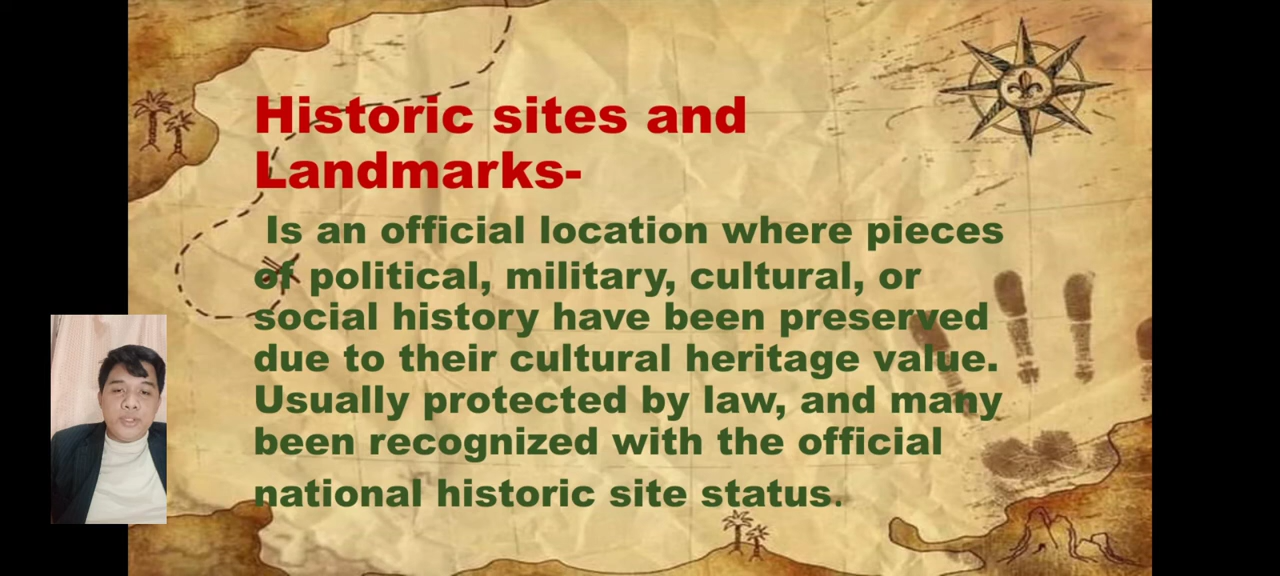 Historic sites and
Landmarks-
Is an official location where pieces
of political, military, cultural, or
social history have been preserved
due to their cultural heritage value.
Usually protected by law, and many
been recognized with the official
national historic site status.